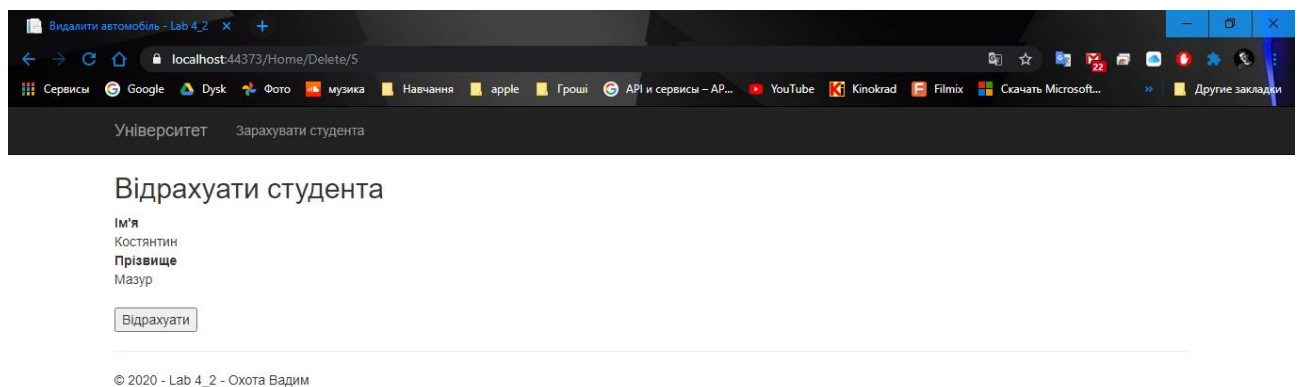 Видалити автомобіль - Lab 4_2
localhost:44373/Home/Delete/5
22
Сервисы Google Dysk Фото музика Навчання apple Гроші API и сервисы – AP... YouTube Kinokrad Filmix Скачать Microsoft... » Другие закладки
Університет Зарахувати студента
Відрахуати студента
Ім'я
Костянтин
Прізвище
Мазур
Відрахуати
© 2020 - Lab 4_2 - Охота Вадим